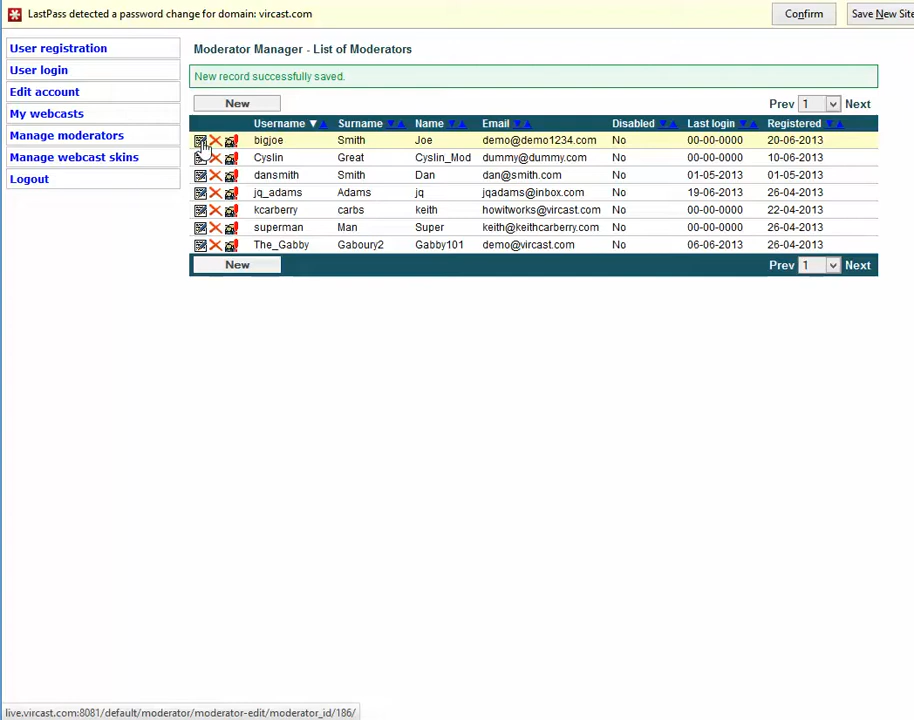 LastPass detected a password change for domain: vircast.com
Confirm
Save New Site
User registration
User login
Edit account
My webcasts
Manage moderators
Manage webcast skins
Logout
Moderator Manager - List of Moderators
New record successfully saved.
New
Prev 1 Next
Username Surname Name Email Disabled Last login Registered
bigjoe Smith Joe demo@demo1234.com No 00-00-0000 20-06-2013
Cyslin Great Cyslin_Mod dummy@dummy.com No 00-00-0000 10-06-2013
dansmith Smith Dan dan@smith.com No 01-05-2013 01-05-2013
jq_adams Adams jq jqadams@inbox.com No 19-06-2013 26-04-2013
kcarberry carbs keith howitworks@vircast.com No 00-00-0000 22-04-2013
superman Man Super keith@keithcarberry.com No 00-00-0000 26-04-2013
The_Gabby Gaboury2 Gabby101 demo@vircast.com No 06-06-2013 26-04-2013
New
Prev 1 Next
live.vircast.com:8081/default/moderator/moderator-edit/moderator_id/186/